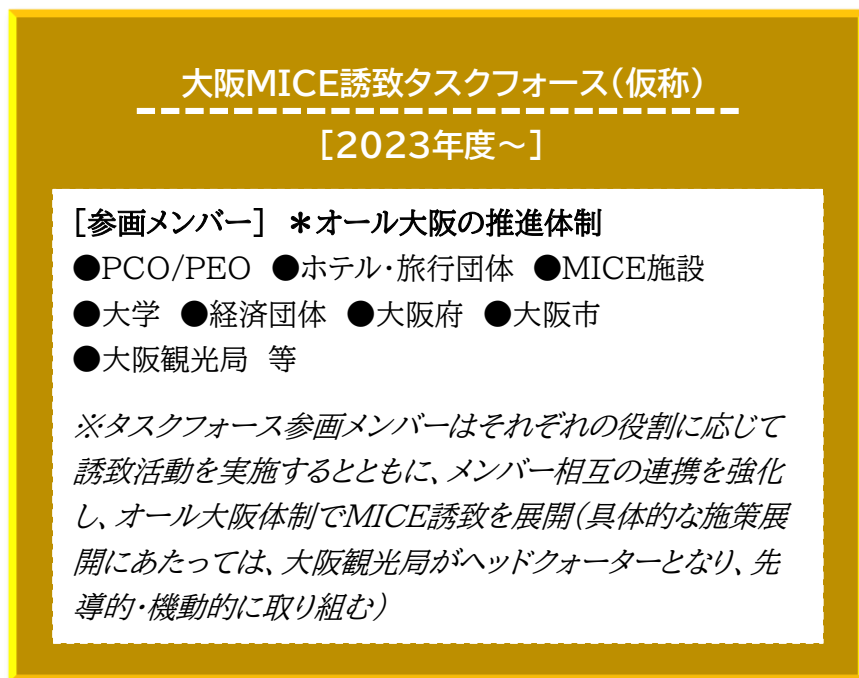 大阪MICE誘致タスクフォース(仮称)
[2023年度～]
[参画メンバー] ＊オール大阪の推進体制
●PCO/PEO ●ホテル・旅行団体 ●MICE施設
●大学 ●経済団体 ●大阪府 ●大阪市
●大阪観光局 等
※タスクフォース参画メンバーはそれぞれの役割に応じて
誘致活動を実施するとともに、メンバー相互の連携を強化
し、オール大阪体制でMICE誘致を展開(具体的な施策展
開にあたっては、大阪観光局がヘッドクォーターとなり、先
導的・機動的に取り組む)